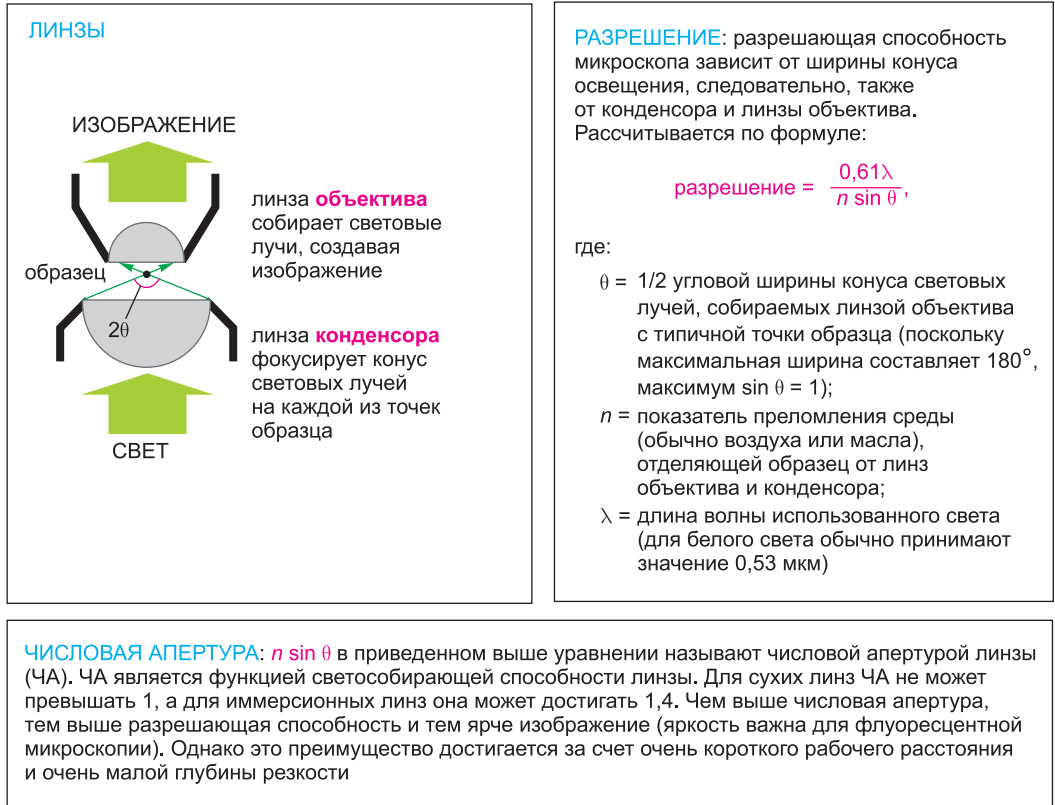 ЛИНЗЫ
ИЗОБРАЖЕНИЕ
линза объектива
собирает световые
лучи, создавая
изображение
образец
2θ
линза конденсора
фокусирует конус
световых лучей
на каждой из точек
образца
СВЕТ
РАЗРЕШЕНИЕ: разрешающая способность
микроскопа зависит от ширины конуса
освещения, следовательно, также
от конденсора и линзы объектива.
Рассчитывается по формуле:
разрешение = 0,61λ / n sin θ,
где:
θ = 1/2 угловой ширины конуса световых
лучей, собираемых линзой объектива
с типичной точки образца (поскольку
максимальная ширина составляет 180°,
максимум sin θ = 1);
n = показатель преломления среды
(обычно воздуха или масла),
отделяющей образец от линз
объектива и конденсора;
λ = длина волны использованного света
(для белого света обычно принимают
значение 0,53 мкм)
ЧИСЛОВАЯ АПЕРТУРА: n sin θ в приведенном выше уравнении называют числовой апертурой линзы
(ЧА). ЧА является функцией светособирающей способности линзы. Для сухих линз ЧА не может
превышать 1, а для иммерсионных линз она может достигать 1,4. Чем выше числовая апертура,
тем выше разрешающая способность и тем ярче изображение (яркость важна для флуоресцентной
микроскопии). Однако это преимущество достигается за счет очень короткого рабочего расстояния
и очень малой глубины резкости